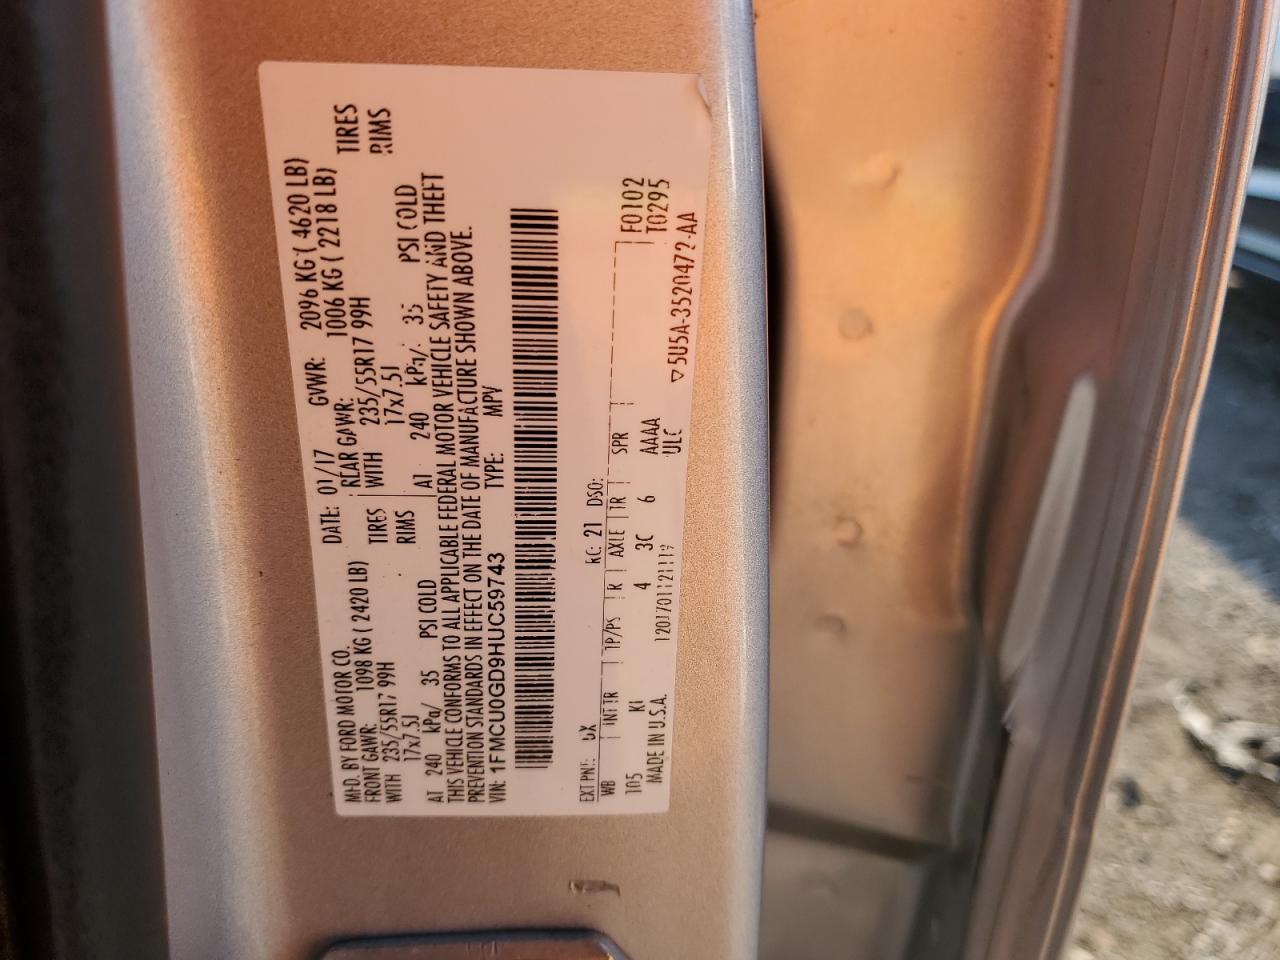 MFD. BY FORD MOTOR CO. DATE: 01/17 GVWR: 2096 KG ( 4620 LB)
FRONT GAWR: 1098 KG ( 2420 LB) REAR GAWR: 1006 KG ( 2218 LB)
WITH 235/55R17 99H TIRES WITH 235/55R17 99H TIRES
17x7.5J RIMS 17x7.5J RIMS
AT 240 kPa/ 35 PSI COLD AT 240 kPa/ 35 PSI COLD
THIS VEHICLE CONFORMS TO ALL APPLICABLE FEDERAL MOTOR VEHICLE SAFETY AND THEFT
PREVENTION STANDARDS IN EFFECT ON THE DATE OF MANUFACTURE SHOWN ABOVE.
VIN: 1FMCU0GD9HUC59743 TYPE: MPV
EXT PNT: UX RC: 21 DSO: F0102
WB INT TR TP/PS R AXLE TR SPR T0295
105 KI 4 3C 6 AAAA
MADE IN U.S.A. ULC
5U5A-3520472-AA